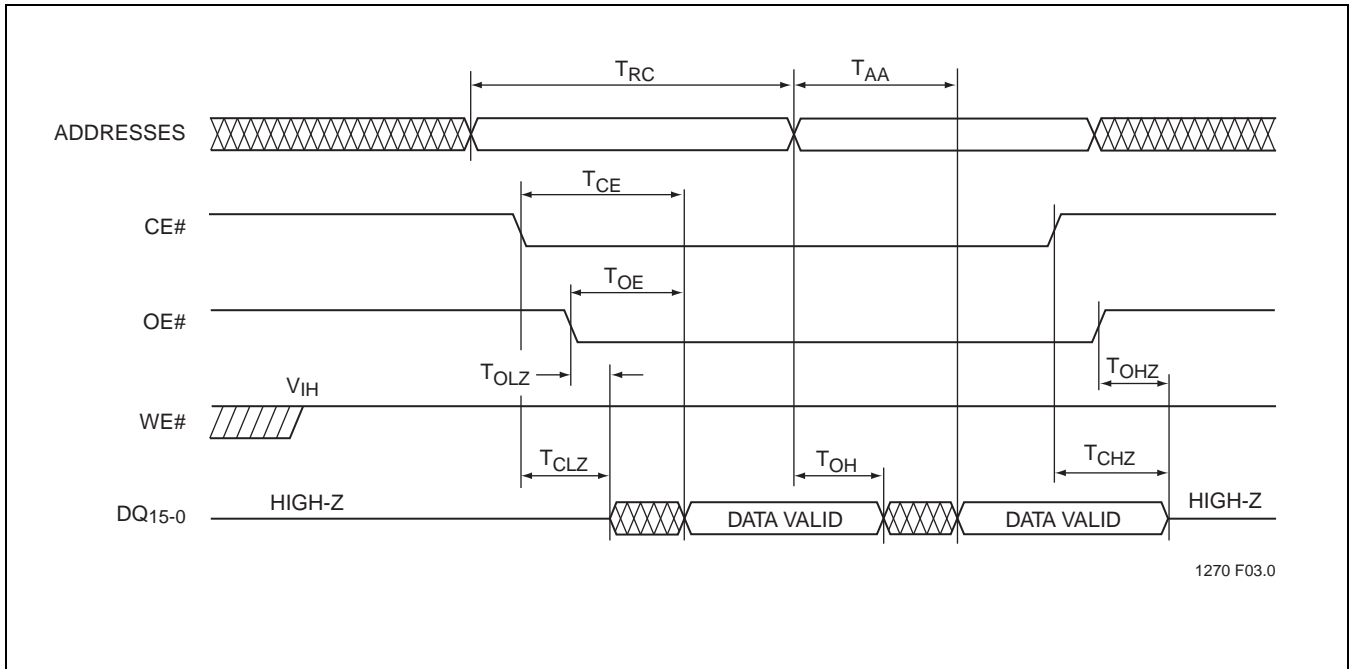 TRC TAA
ADDRESSES
TCE
CE#
TOE
OE#
TOLZ TOHZ
VIH
WE#
TCLZ TOH TCHZ
DQ15-0 HIGH-Z DATA VALID DATA VALID HIGH-Z
1270 F03.0